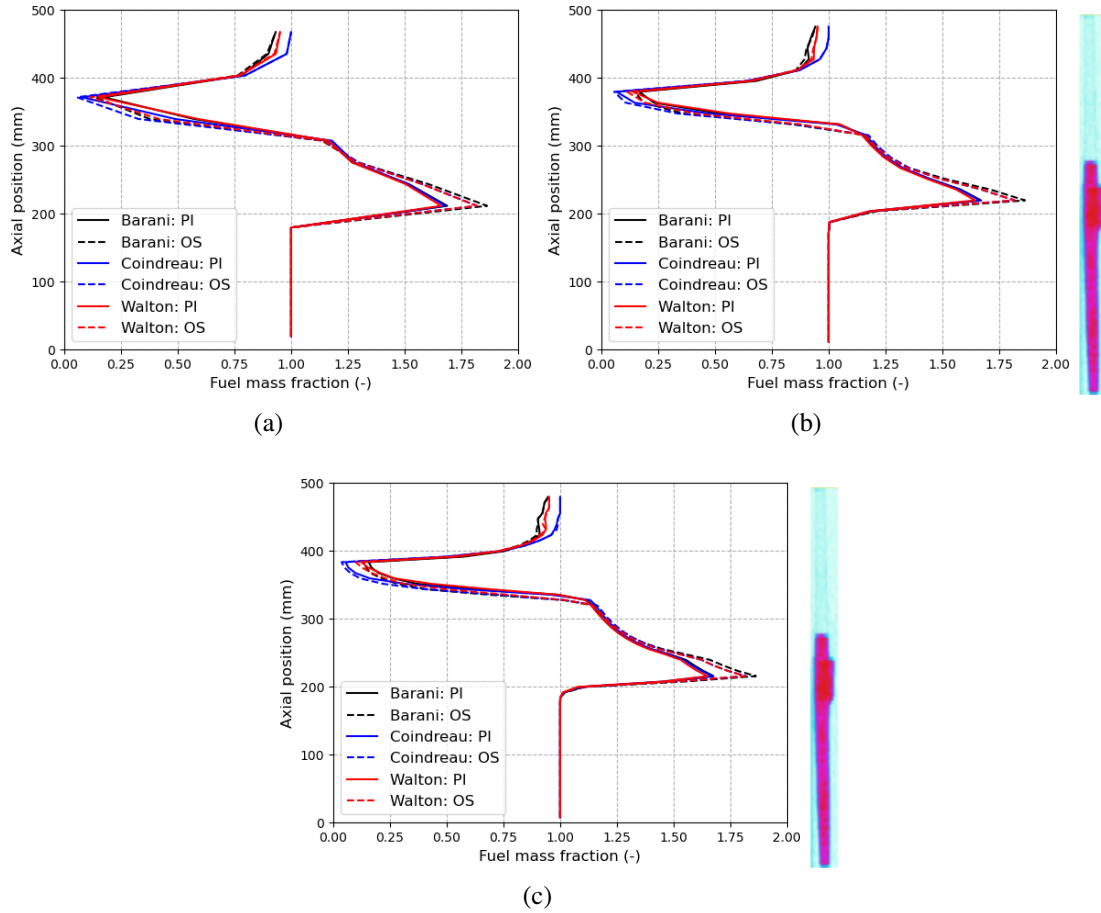 500
400
300
200
100
0
Axial position (mm)
Barani: PI
Barani: OS
Coindreau: PI
Coindreau: OS
Walton: PI
Walton: OS
0.00 0.25 0.50 0.75 1.00 1.25 1.50 1.75 2.00
Fuel mass fraction (-)
(a)
500
400
300
200
100
0
Axial position (mm)
Barani: PI
Barani: OS
Coindreau: PI
Coindreau: OS
Walton: PI
Walton: OS
0.00 0.25 0.50 0.75 1.00 1.25 1.50 1.75 2.00
Fuel mass fraction (-)
(b)
500
400
300
200
100
0
Axial position (mm)
Barani: PI
Barani: OS
Coindreau: PI
Coindreau: OS
Walton: PI
Walton: OS
0.00 0.25 0.50 0.75 1.00 1.25 1.50 1.75 2.00
Fuel mass fraction (-)
(c)